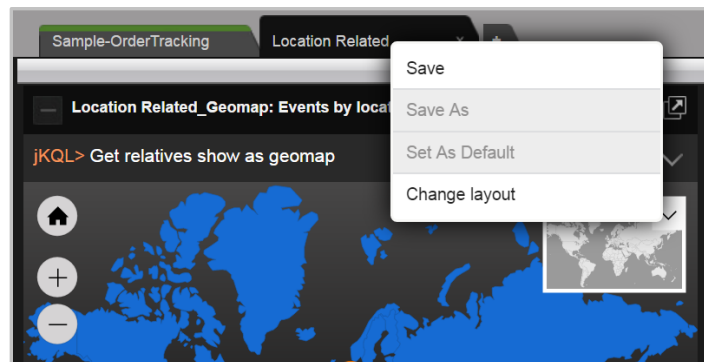 Sample-OrderTracking
Location Related
Save
Save As
Set As Default
Change layout
Location Related_Geomap: Events by locat
jKQL> Get relatives show as geomap